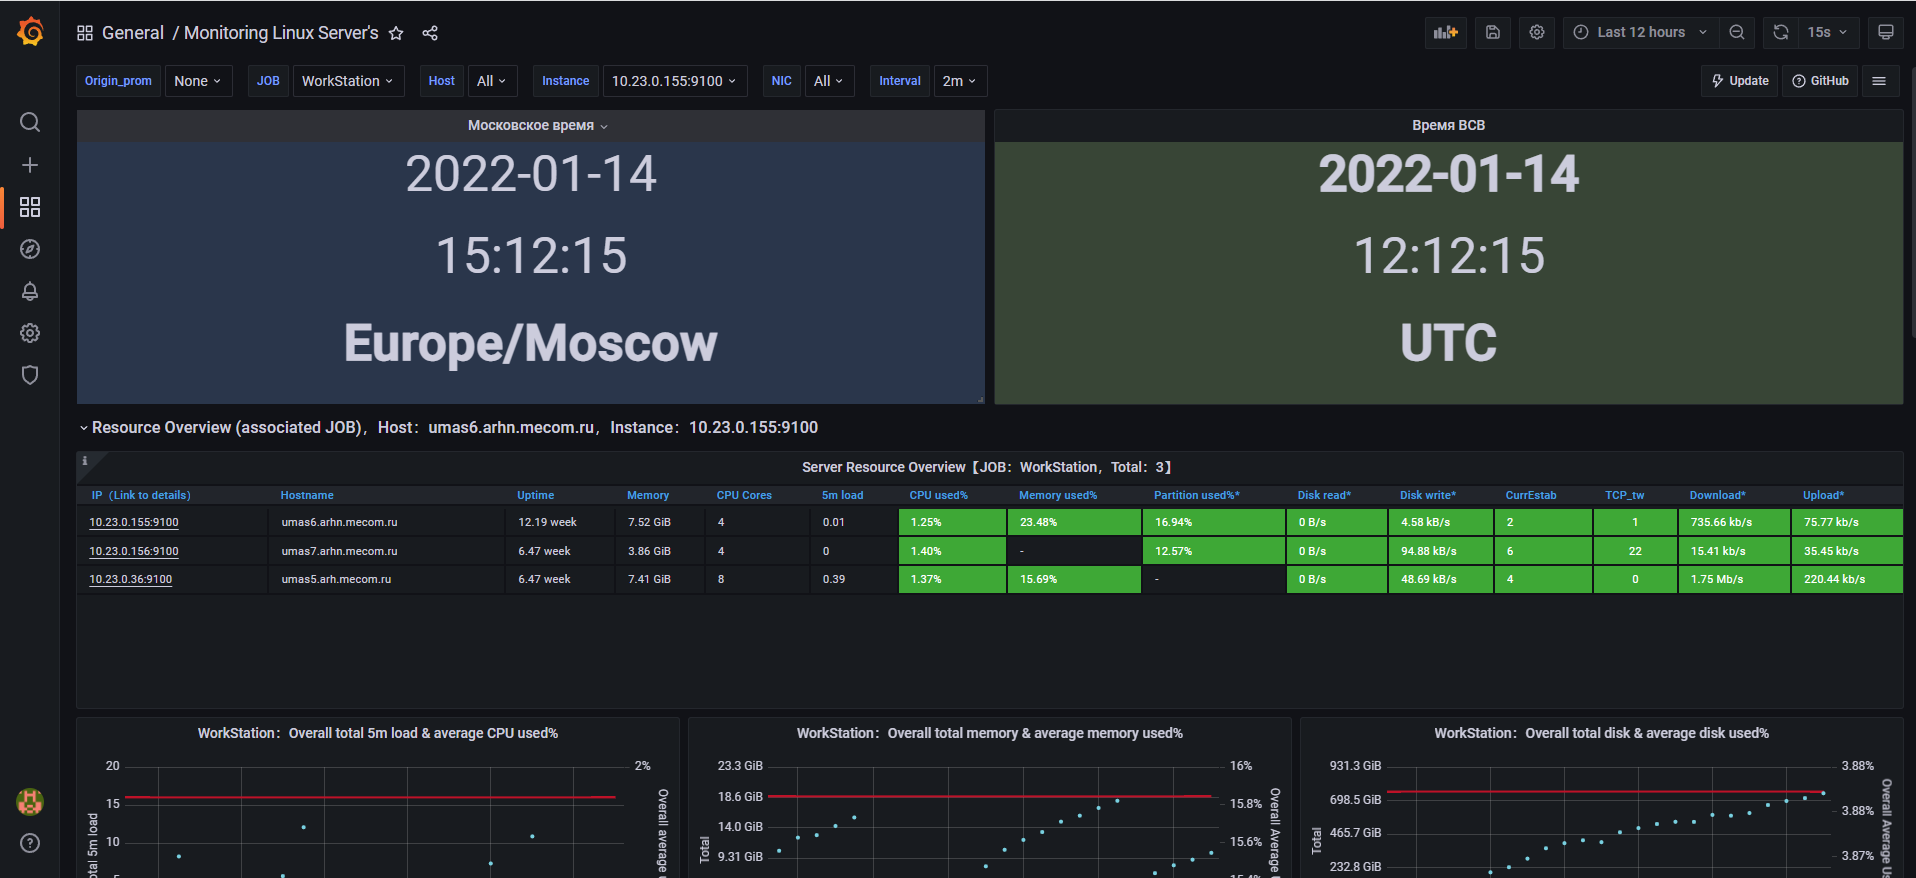 General / Monitoring Linux Server's
Last 12 hours
15s
Origin_prom None JOB WorkStation Host All Instance 10.23.0.155:9100 NIC All Interval 2m
Update GitHub
Московское время
2022-01-14
15:12:15
Europe/Moscow
Время ВСВ
2022-01-14
12:12:15
UTC
Resource Overview (associated JOB)，Host：umas6.arhn.mecom.ru，Instance：10.23.0.155:9100
i
Server Resource Overview【JOB：WorkStation，Total：3】
IP（Link to details） Hostname Uptime Memory CPU Cores 5m load CPU used% Memory used% Partition used%* Disk read* Disk write* CurrEstab TCP_tw Download* Upload*
10.23.0.155:9100 umas6.arhn.mecom.ru 12.19 week 7.52 GiB 4 0.01 1.25% 23.48% 16.94% 0 B/s 4.58 kB/s 2 1 735.66 kb/s 75.77 kb/s
10.23.0.156:9100 umas7.arhn.mecom.ru 6.47 week 3.86 GiB 4 0 1.40% - 12.57% 0 B/s 94.88 kB/s 6 22 15.41 kb/s 35.45 kb/s
10.23.0.36:9100 umas5.arh.mecom.ru 6.47 week 7.41 GiB 8 0.39 1.37% 15.69% - 0 B/s 48.69 kB/s 4 0 1.75 Mb/s 220.44 kb/s
WorkStation：Overall total 5m load & average CPU used%
20
15
10
2%
total 5m load
Overall average
WorkStation：Overall total memory & average memory used%
23.3 GiB
18.6 GiB
14.0 GiB
9.31 GiB
16%
15.8%
15.6%
15.4%
Total
Overall Average
WorkStation：Overall total disk & average disk used%
931.3 GiB
698.5 GiB
465.7 GiB
232.8 GiB
3.88%
3.88%
3.87%
Total
Overall Average Us